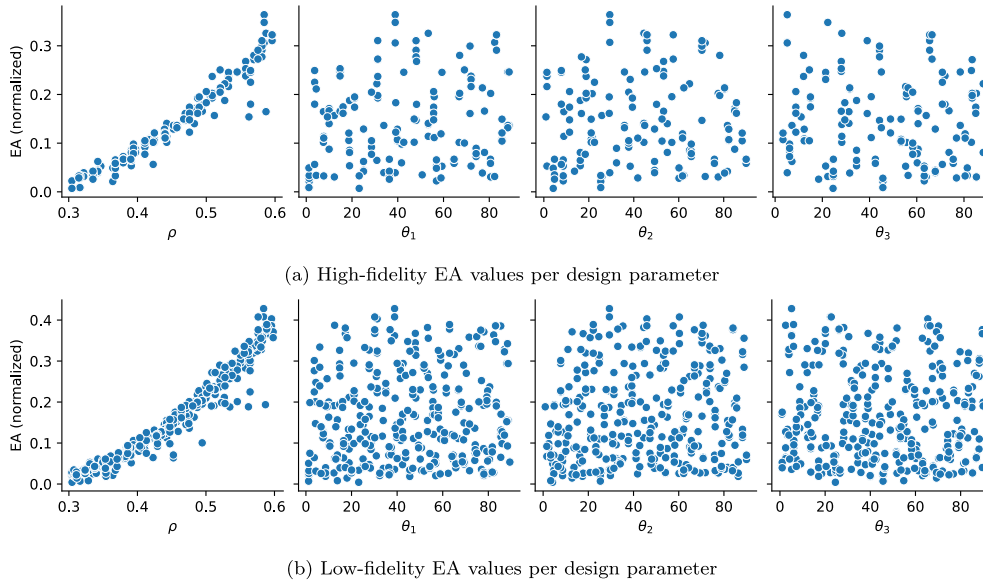 EA (normalized)
0.3
0.2
0.1
0.0
0.3 0.4 0.5 0.6
0 20 40 60 80
0 20 40 60 80
0 20 40 60 80
ρ
θ1
θ2
θ3
(a) High-fidelity EA values per design parameter
EA (normalized)
0.4
0.3
0.2
0.1
0.0
0.3 0.4 0.5 0.6
0 20 40 60 80
0 20 40 60 80
0 20 40 60 80
ρ
θ1
θ2
θ3
(b) Low-fidelity EA values per design parameter